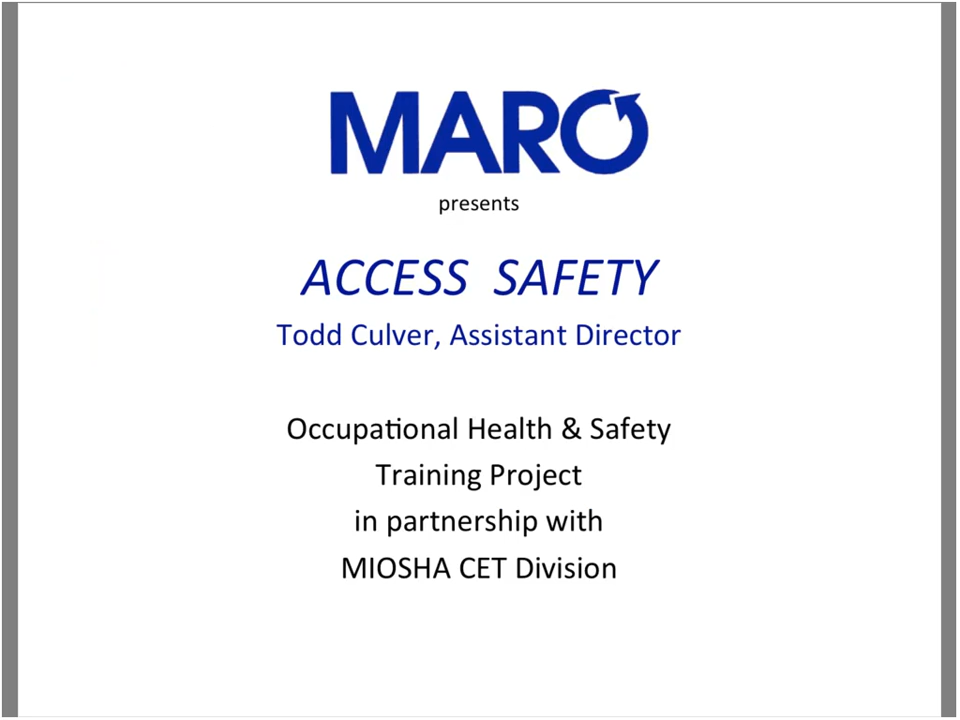 MARO
presents
ACCESS SAFETY
Todd Culver, Assistant Director
Occupational Health & Safety
Training Project
in partnership with
MIOSHA CET Division